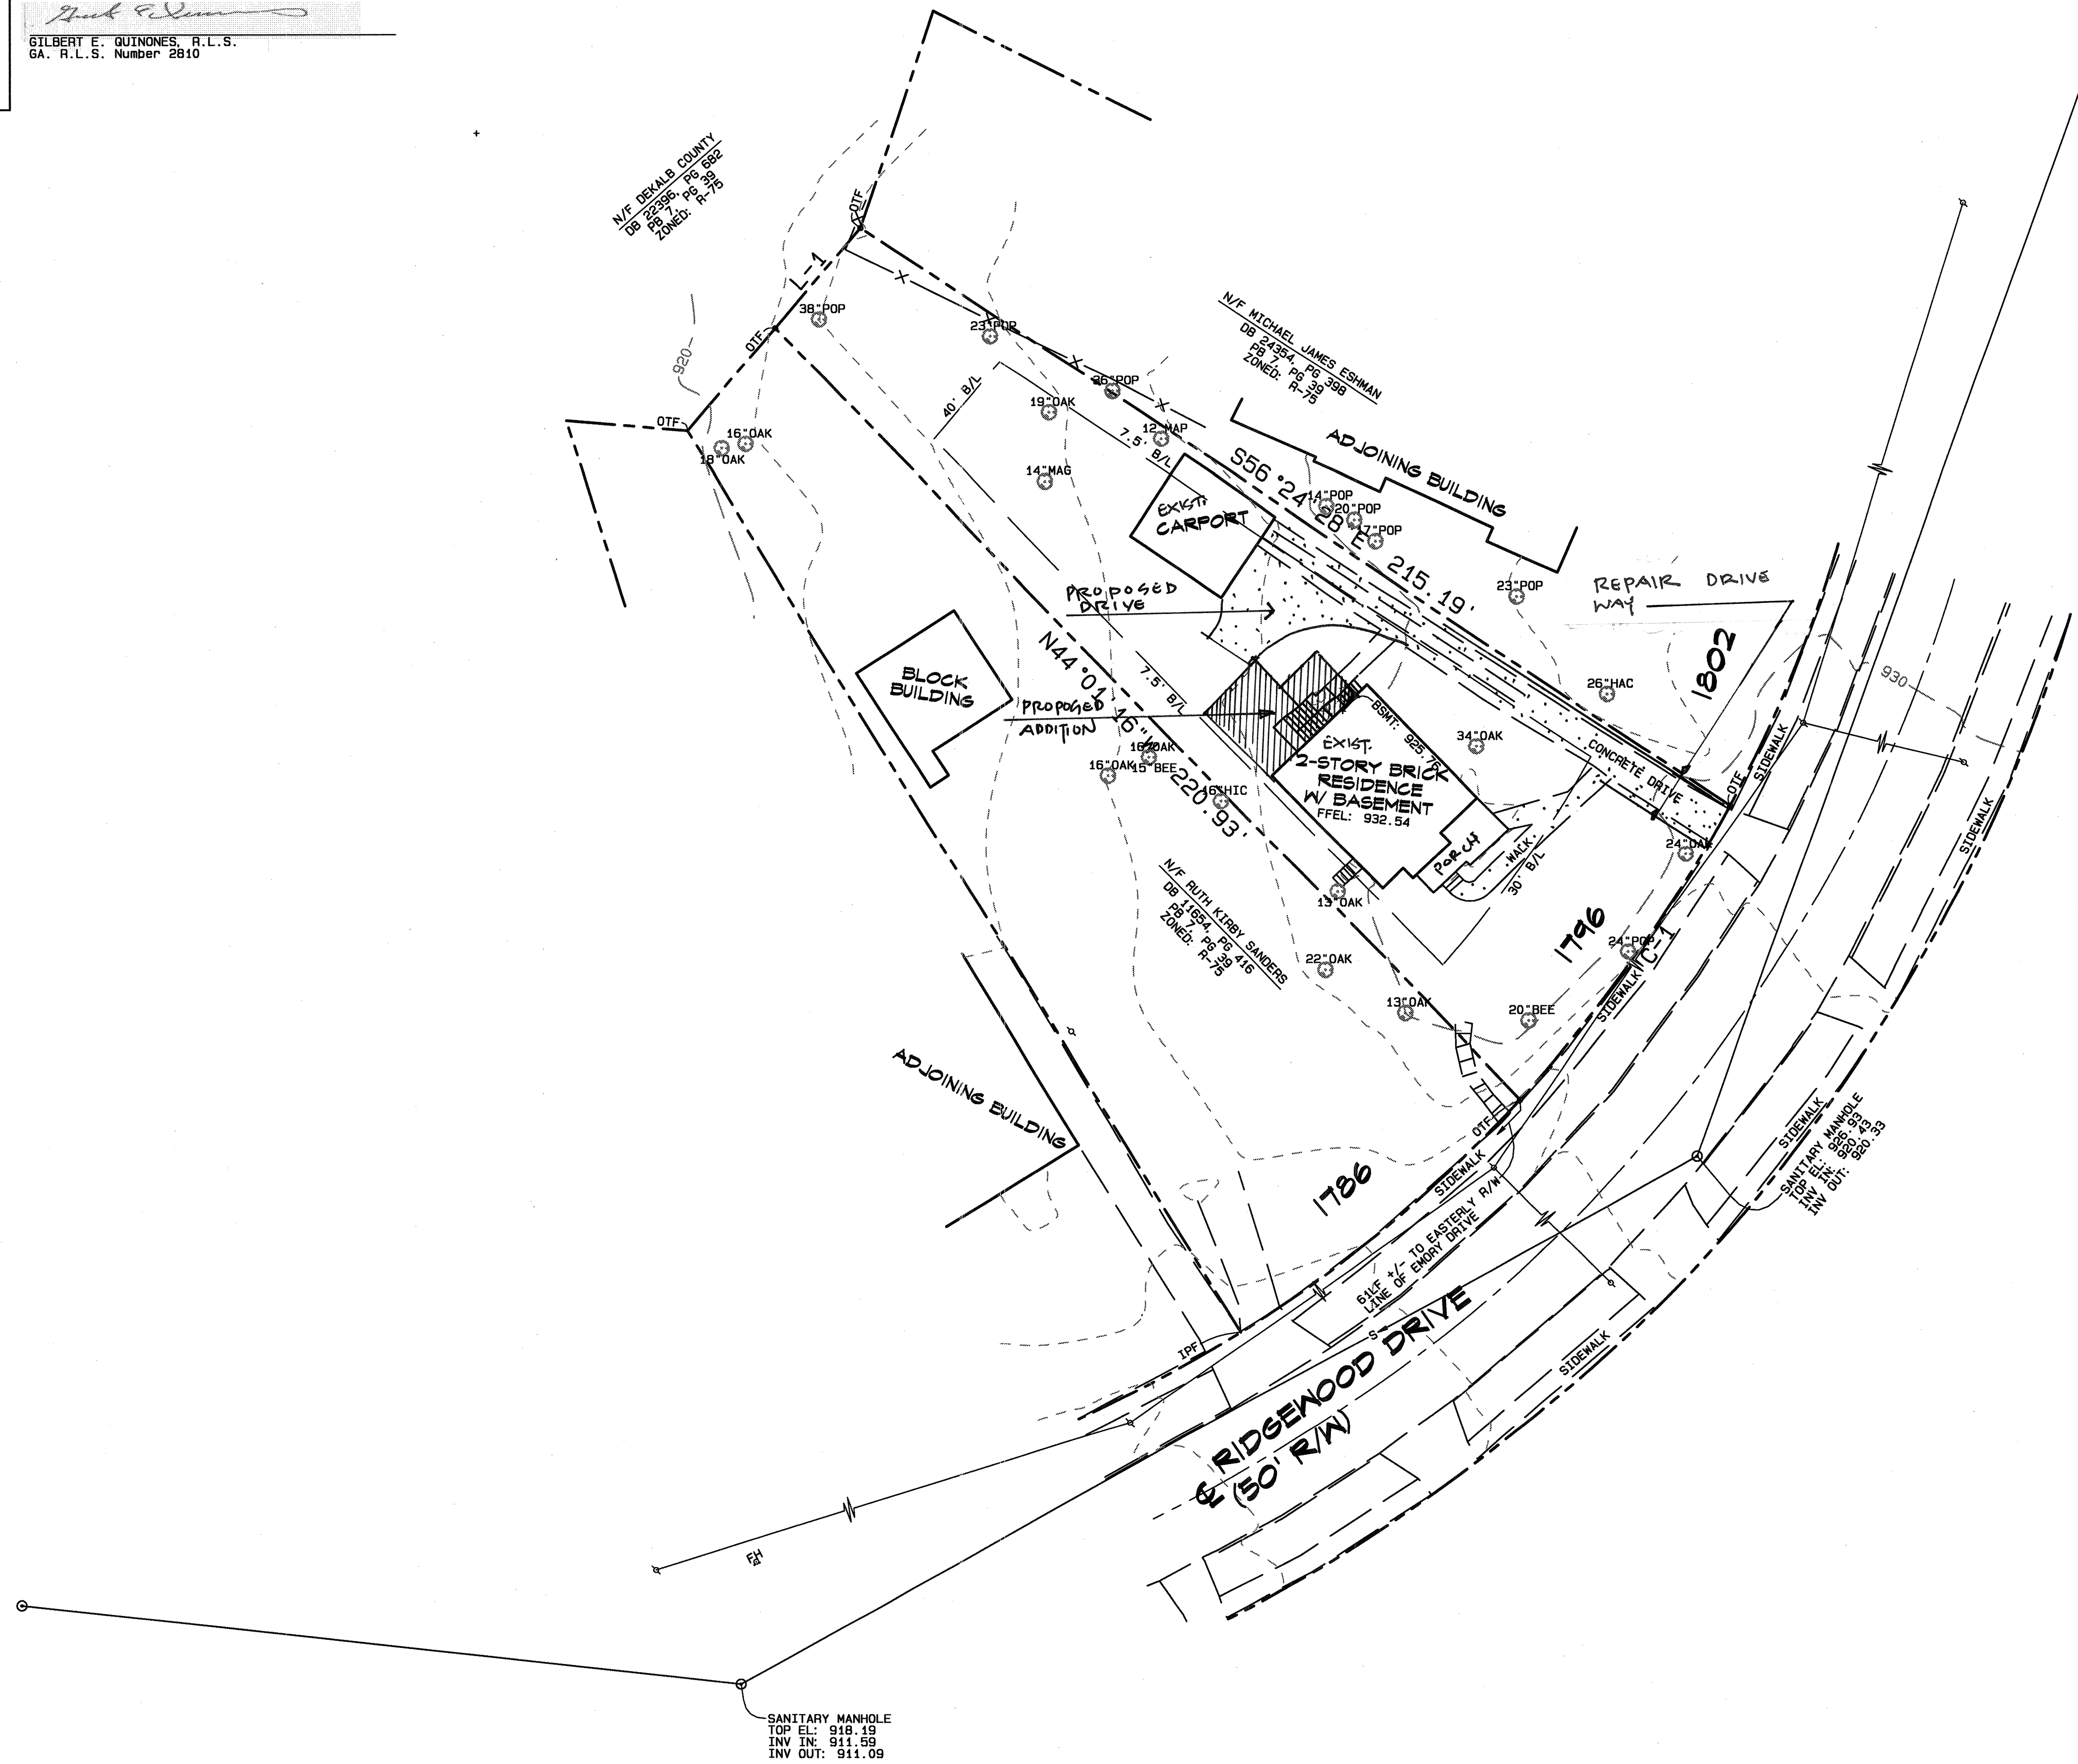 GILBERT E. QUINONES, R.L.S.
GA. R.L.S. Number 2810
N/F DEKALB COUNTY
DB 22396, PG 682
PB 7, PG 39
ZONED: R-75
OTF
L-1
38"POP
23"POP
OTF
920
N/F MICHAEL JAMES ESHMAN
DB 24354, PG 398
PB 7, PG 39
ZONED: R-75
36"POP
40' B/L
19"OAK
OTF
16"OAK
18"OAK
12"MAP
7.5' B/L
14"MAG
ADJOINING BUILDING
S56°24'28"E 215.19'
14"POP
20"POP
17"POP
EXIST.
CARPORT
23"POP
REPAIR DRIVE
WAY
PROPOSED
DRIVE
1802
930
BLOCK
BUILDING
N44°01'16"W 220.93'
7.5' B/L
26"HAC
PROPOSED
ADDITION
BSMT: 925.76
34"OAK
EXIST.
2-STORY BRICK
RESIDENCE
W/ BASEMENT
FFEL: 932.54
CONCRETE DRIVE
SIDEWALK
OTF
16"OAK
15"BEE
16"OAK
16"HIC
SIDEWALK
PORCH
WALK
30' B/L
24"OAK
13"OAK
N/F RUTH KIRBY SANDERS
DB 11654, PG 416
PB 7, PG 39
ZONED: R-75
1796
24"POP
C-1
22"OAK
SIDEWALK
13"OAK
20"BEE
ADJOINING BUILDING
OTF
SIDEWALK
SANITARY MANHOLE
TOP EL: 926.93
INV IN: 920.43
INV OUT: 920.33
1786
SIDEWALK
61LF +/- TO EASTERLY R/W
LINE OF EMORY DRIVE
IPF
S
SIDEWALK
℄ RIDGEWOOD DRIVE
(50' R/W)
FH
SANITARY MANHOLE
TOP EL: 918.19
INV IN: 911.59
INV OUT: 911.09